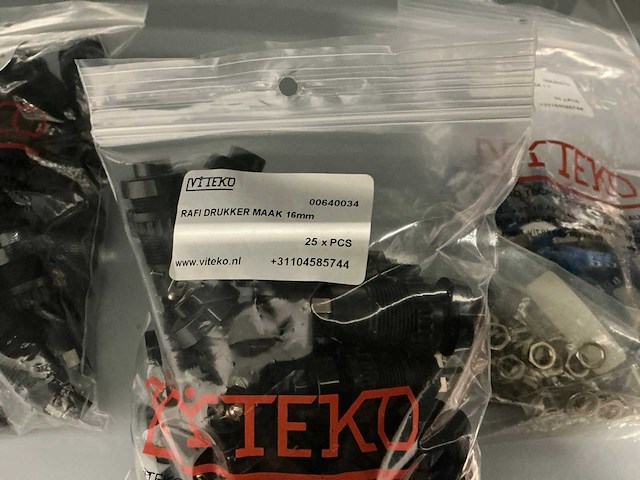 VITEKO
00640034
RAFI DRUKKER MAAK 16mm
25 x PCS
www.viteko.nl +31104585744
VITEKO
VITEKO